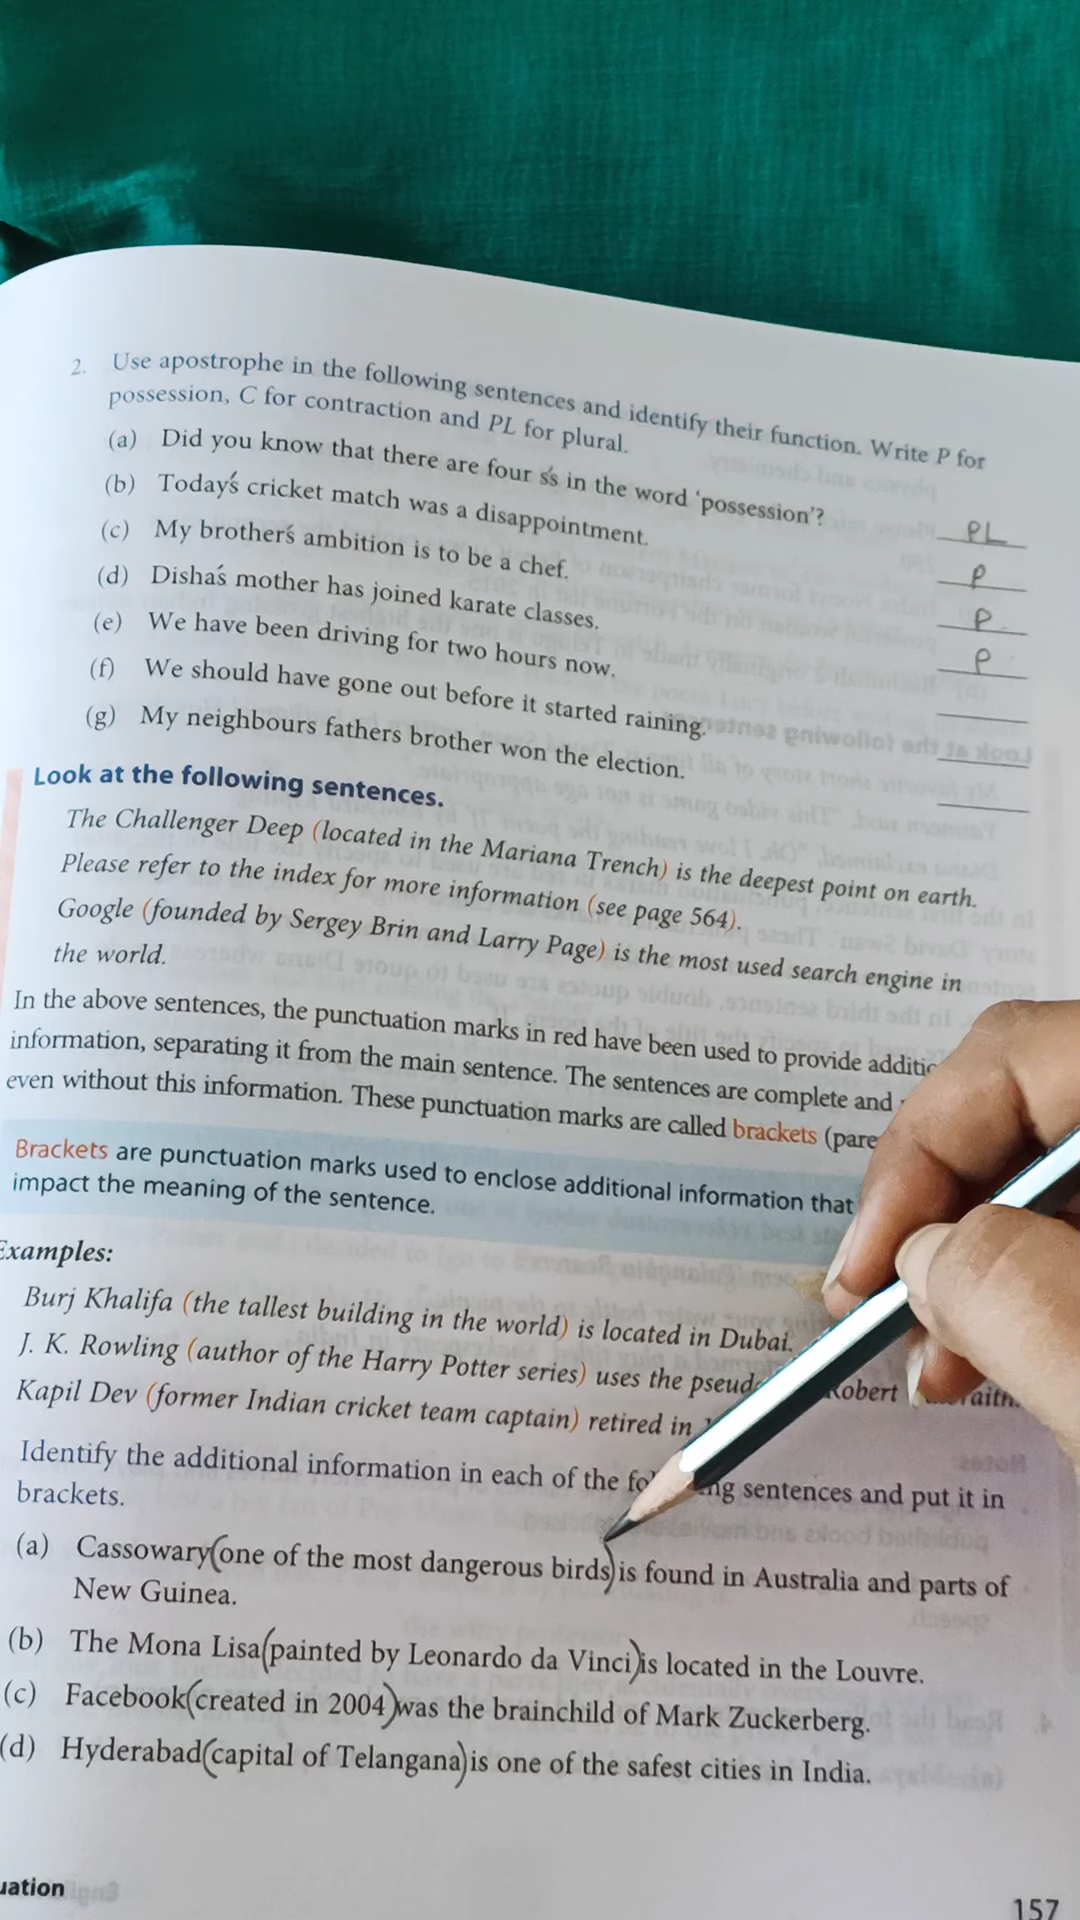 2. Use apostrophe in the following sentences and identify their function. Write P for
possession, C for contraction and PL for plural.
(a) Did you know that there are four s's in the word 'possession'? PL
(b) Today's cricket match was a disappointment. P
(c) My brother's ambition is to be a chef. P
(d) Disha's mother has joined karate classes. P
(e) We have been driving for two hours now.
(f) We should have gone out before it started raining.
(g) My neighbours fathers brother won the election.
Look at the following sentences.
The Challenger Deep (located in the Mariana Trench) is the deepest point on earth.
Please refer to the index for more information (see page 564).
Google (founded by Sergey Brin and Larry Page) is the most used search engine in
the world.
In the above sentences, the punctuation marks in red have been used to provide
information, separating it from the main sentence. The sentences are complete and
even without this information. These punctuation marks are called brackets
Brackets are punctuation marks used to enclose additional information that
impact the meaning of the sentence.
Examples:
Burj Khalifa (the tallest building in the world) is located in Dubai.
J. K. Rowling (author of the Harry Potter series) uses the Robert
Kapil Dev (former Indian cricket team captain) retired in
Identify the additional information in each of the sentences and put it in
brackets.
(a) Cassowary(one of the most dangerous birds)is found in Australia and parts of
New Guinea.
(b) The Mona Lisa(painted by Leonardo da Vinci)is located in the Louvre.
(c) Facebook(created in 2004)was the brainchild of Mark Zuckerberg.
(d) Hyderabad(capital of Telangana)is one of the safest cities in India.
157